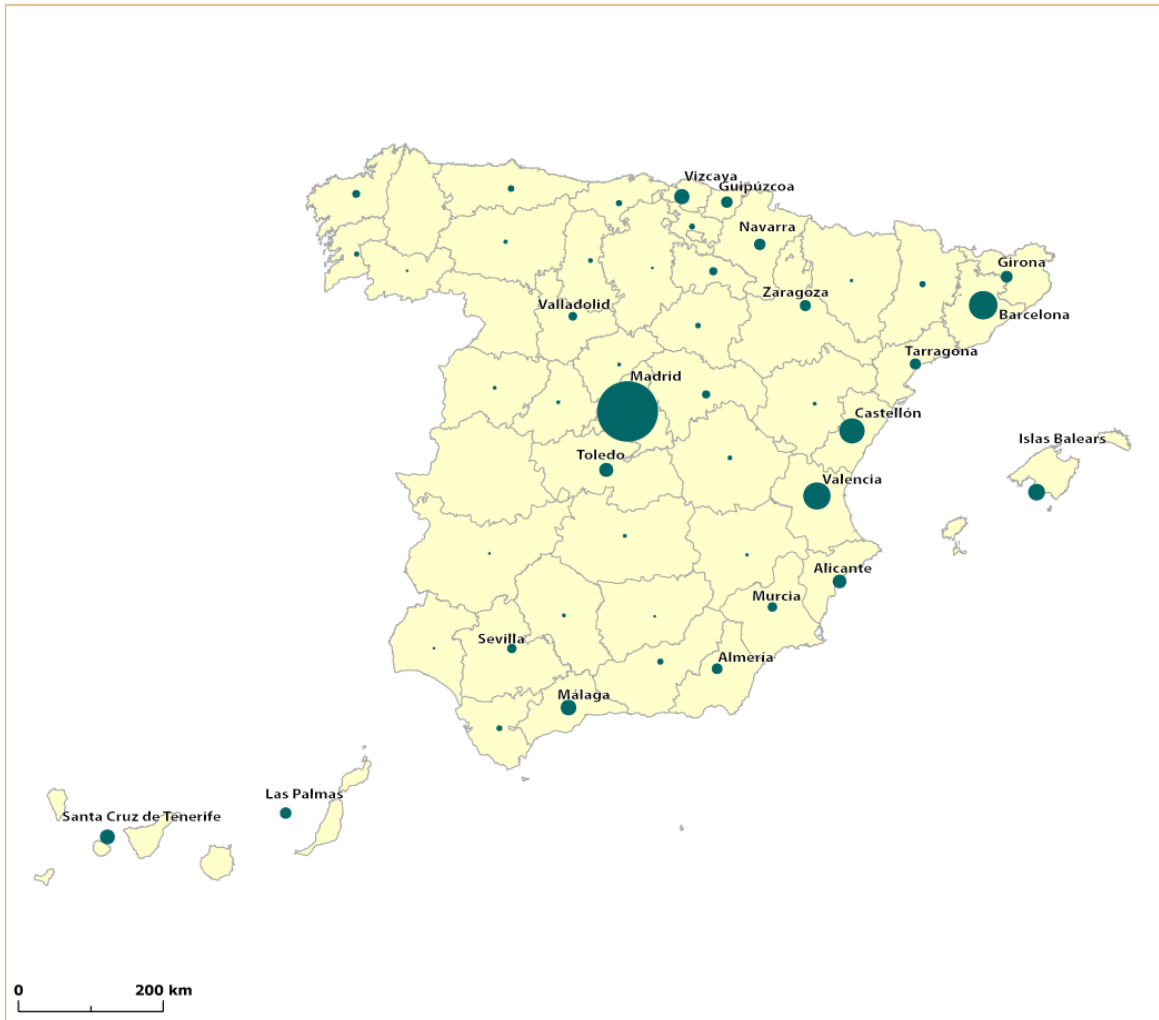 Vizcaya
Guipúzcoa
Navarra
Girona
Zaragoza
Valladolid
Barcelona
Tarragona
Madrid
Castellón
Islas Balears
Toledo
Valencia
Alicante
Murcia
Sevilla
Almería
Málaga
Las Palmas
Santa Cruz de Tenerife
0 200 km